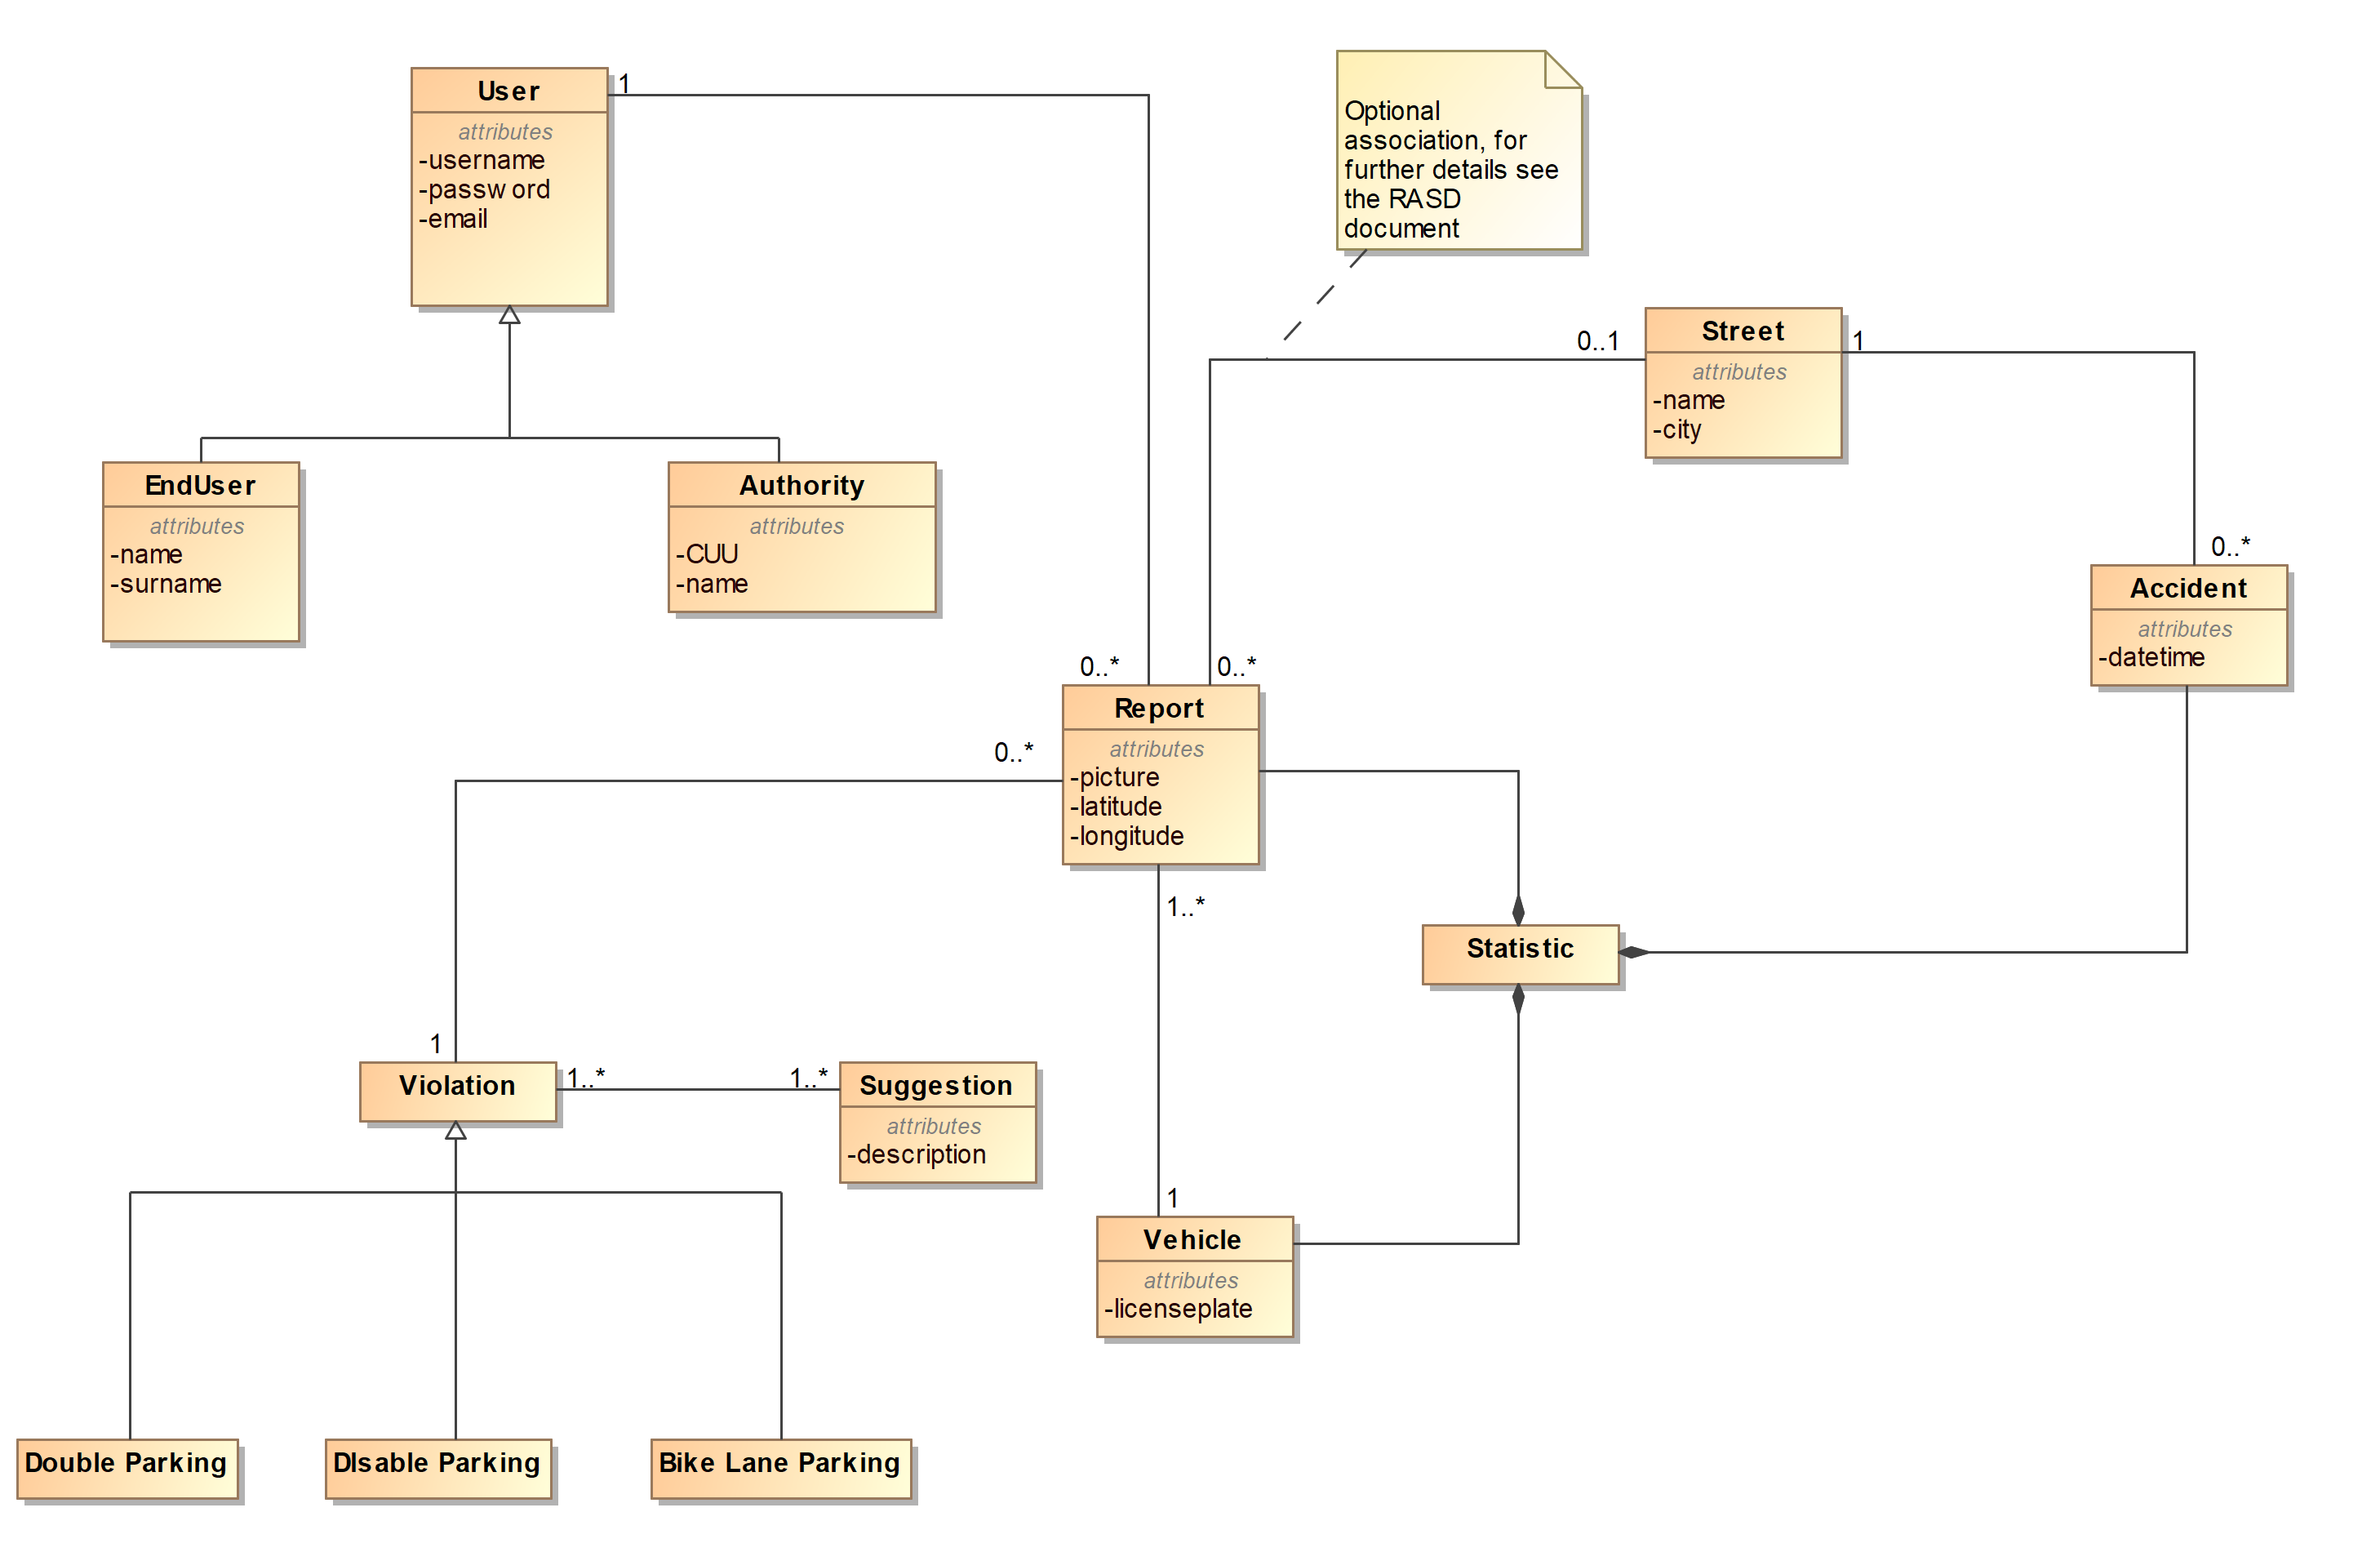 User
attributes
-username
-passw ord
-email
1
Optional
association, for
further details see
the RASD
document
0..1
Street
attributes
-name
-city
1
EndUser
attributes
-name
-surname
Authority
attributes
-CUU
-name
0..*
Accident
attributes
-datetime
0..*
0..*
Report
attributes
-picture
-latitude
-longitude
0..*
1..*
Statistic
1
Violation
1..*
1..*
Suggestion
attributes
-description
1
Vehicle
attributes
-licenseplate
Double Parking
DIsable Parking
Bike Lane Parking